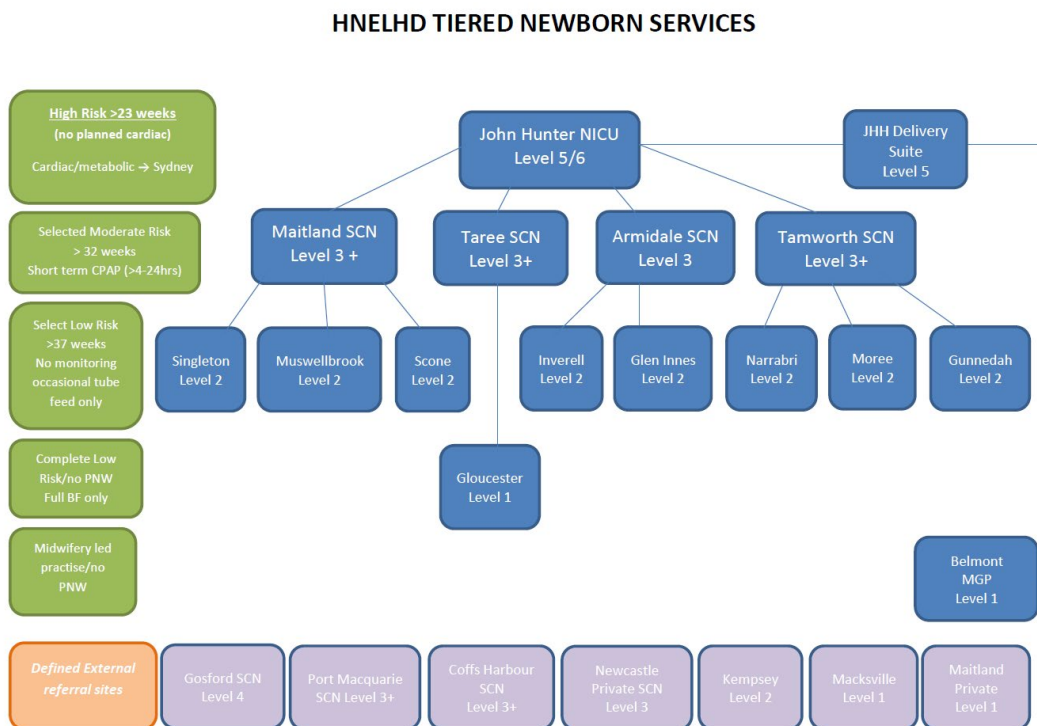 HNELHD TIERED NEWBORN SERVICES
High Risk >23 weeks
(no planned cardiac)
Cardiac/metabolic → Sydney
John Hunter NICU
Level 5/6
JHH Delivery
Suite
Level 5
Selected Moderate Risk
> 32 weeks
Short term CPAP (>4-24hrs)
Maitland SCN
Level 3 +
Taree SCN
Level 3+
Armidale SCN
Level 3
Tamworth SCN
Level 3+
Select Low Risk
>37 weeks
No monitoring
occasional tube
feed only
Singleton
Level 2
Muswellbrook
Level 2
Scone
Level 2
Inverell
Level 2
Glen Innes
Level 2
Narrabri
Level 2
Moree
Level 2
Gunnedah
Level 2
Complete Low
Risk/no PNW
Full BF only
Gloucester
Level 1
Midwifery led
practise/no
PNW
Belmont
MGP
Level 1
Defined External
referral sites
Gosford SCN
Level 4
Port Macquarie
SCN Level 3+
Coffs Harbour
SCN
Level 3+
Newcastle
Private SCN
Level 3
Kempsey
Level 2
Macksville
Level 1
Maitland
Private
Level 1